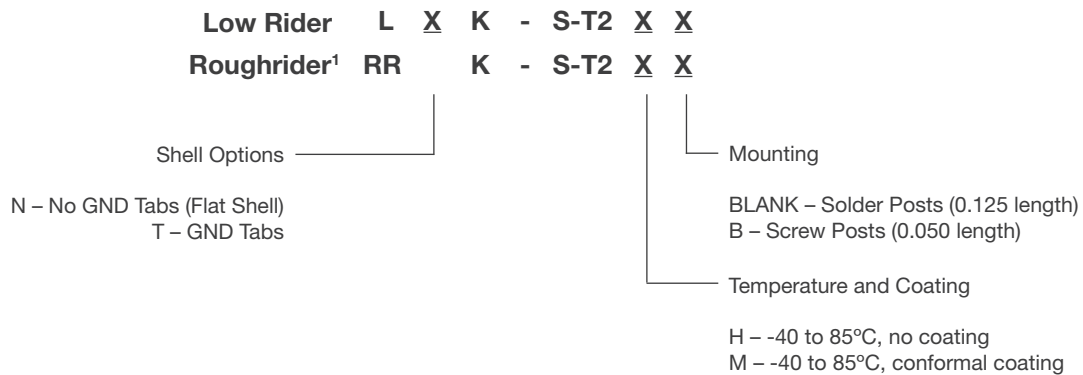 Low Rider L X K - S-T2 X X
Roughrider¹ RR K - S-T2 X X
Shell Options
N – No GND Tabs (Flat Shell)
T – GND Tabs
Mounting
BLANK – Solder Posts (0.125 length)
B – Screw Posts (0.050 length)
Temperature and Coating
H – -40 to 85ºC, no coating
M – -40 to 85ºC, conformal coating